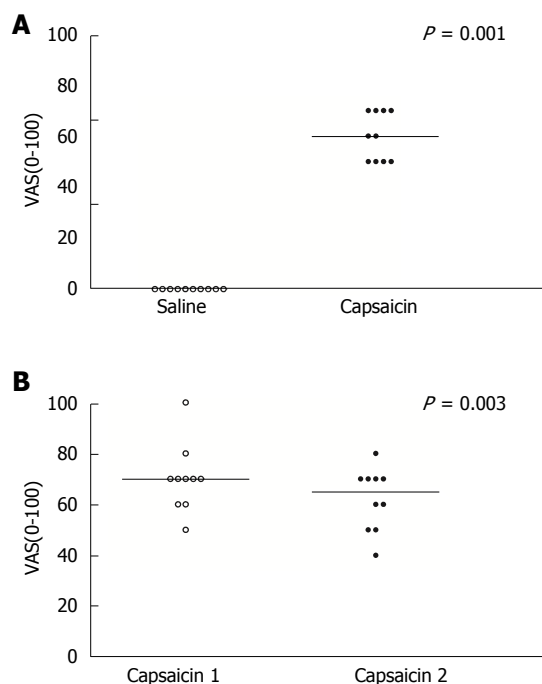 A
100
P = 0.001
80
60
40
20
0
VAS(0-100)
Saline Capsaicin
B
100
P = 0.003
80
60
40
20
0
VAS(0-100)
Capsaicin 1 Capsaicin 2